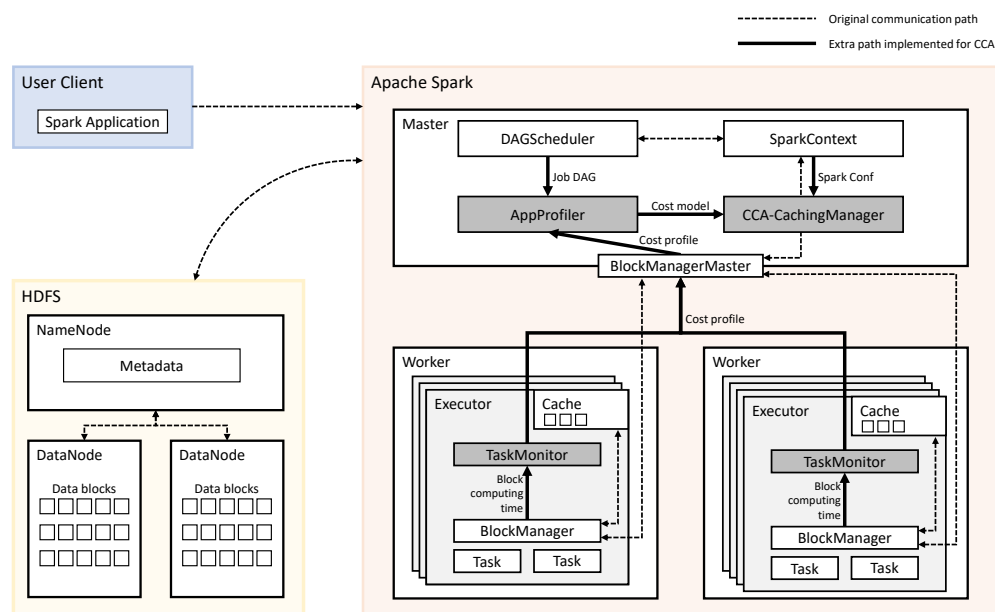 Original communication path
Extra path implemented for CCA
User Client
Spark Application
Apache Spark
Master
DAGScheduler
SparkContext
Job DAG
Spark Conf
AppProfiler
Cost model
CCA-CachingManager
Cost profile
BlockManagerMaster
Cost profile
HDFS
NameNode
Metadata
DataNode
Data blocks
DataNode
Data blocks
Worker
Executor
Cache
TaskMonitor
Block
computing
time
BlockManager
Task
Task
Worker
Executor
Cache
TaskMonitor
Block
computing
time
BlockManager
Task
Task